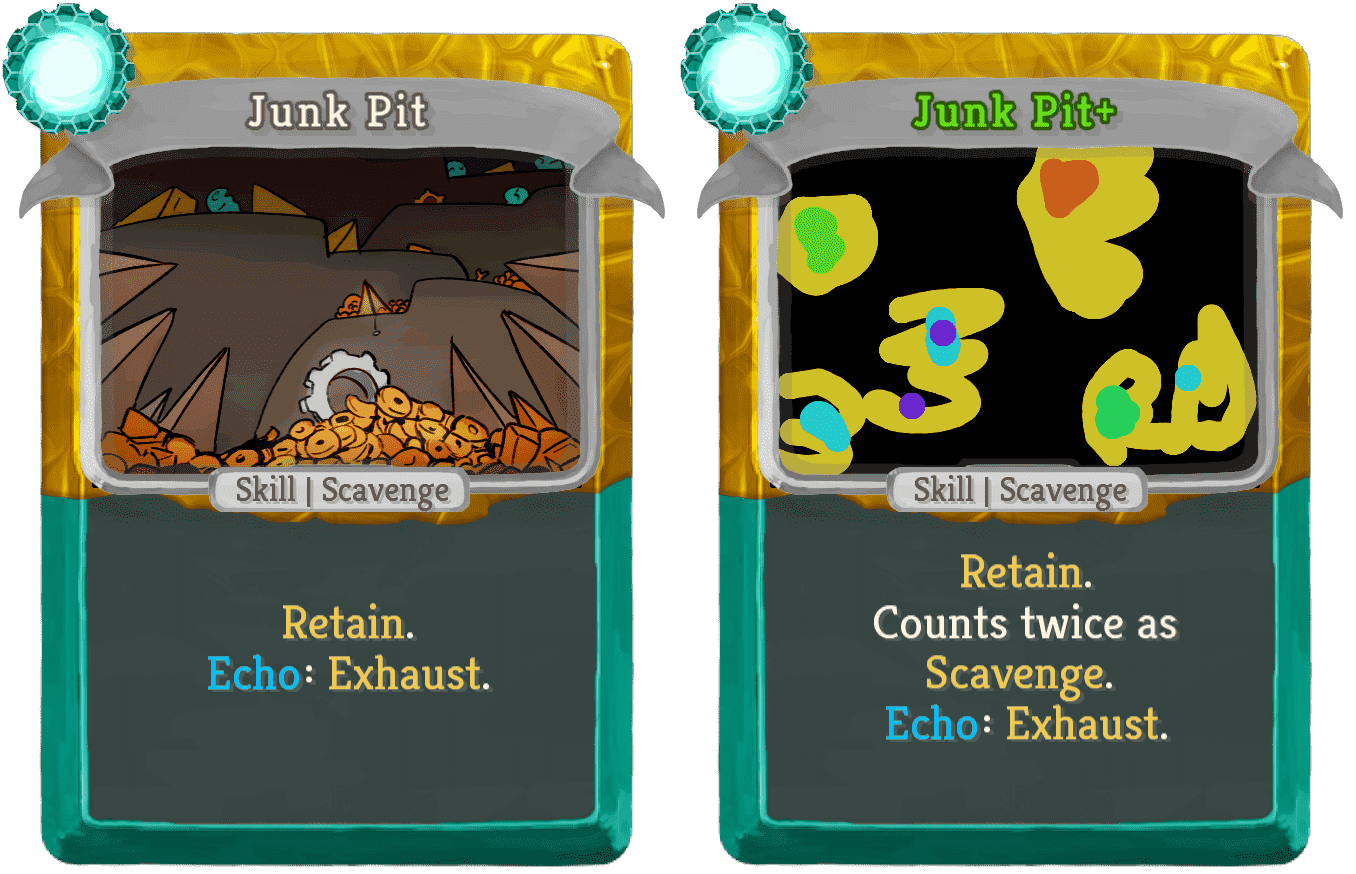 Junk Pit
Skill | Scavenge
Retain.
Echo: Exhaust.
Junk Pit+
Skill | Scavenge
Retain.
Counts twice as
Scavenge.
Echo: Exhaust.